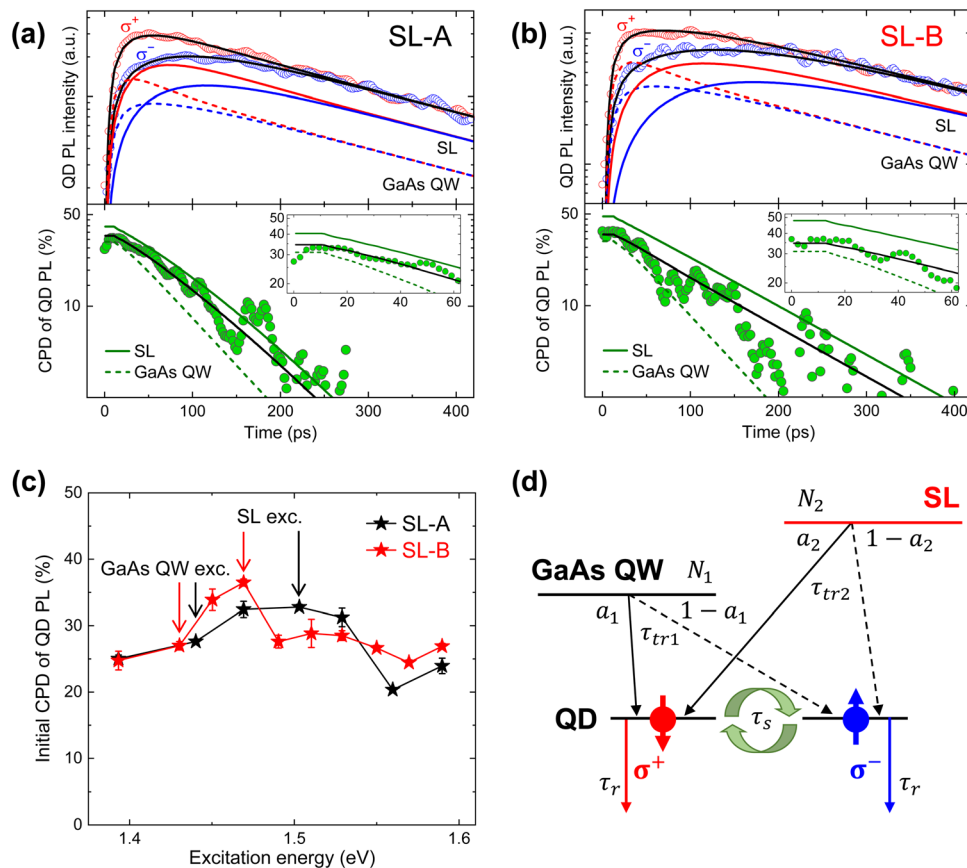 (a)
σ⁺
SL-A
σ⁻
QD PL intensity (a.u.)
SL
GaAs QW
50
10
CPD of QD PL (%)
50
40
30
20
0 20 40 60
SL
GaAs QW
0 100 200 300 400
Time (ps)
(b)
σ⁺
SL-B
σ⁻
QD PL intensity (a.u.)
SL
GaAs QW
50
10
CPD of QD PL (%)
50
40
30
20
0 20 40 60
SL
GaAs QW
0 100 200 300 400
Time (ps)
(c)
50
40
30
20
10
0
Initial CPD of QD PL (%)
SL exc.
GaAs QW exc.
SL-A
SL-B
1.4 1.5 1.6
Excitation energy (eV)
(d)
N₂ SL
a₂ 1 − a₂
GaAs QW N₁
a₁ 1 − a₁
τtr1
τtr2
QD
τs
σ⁺ σ⁻
τr τr